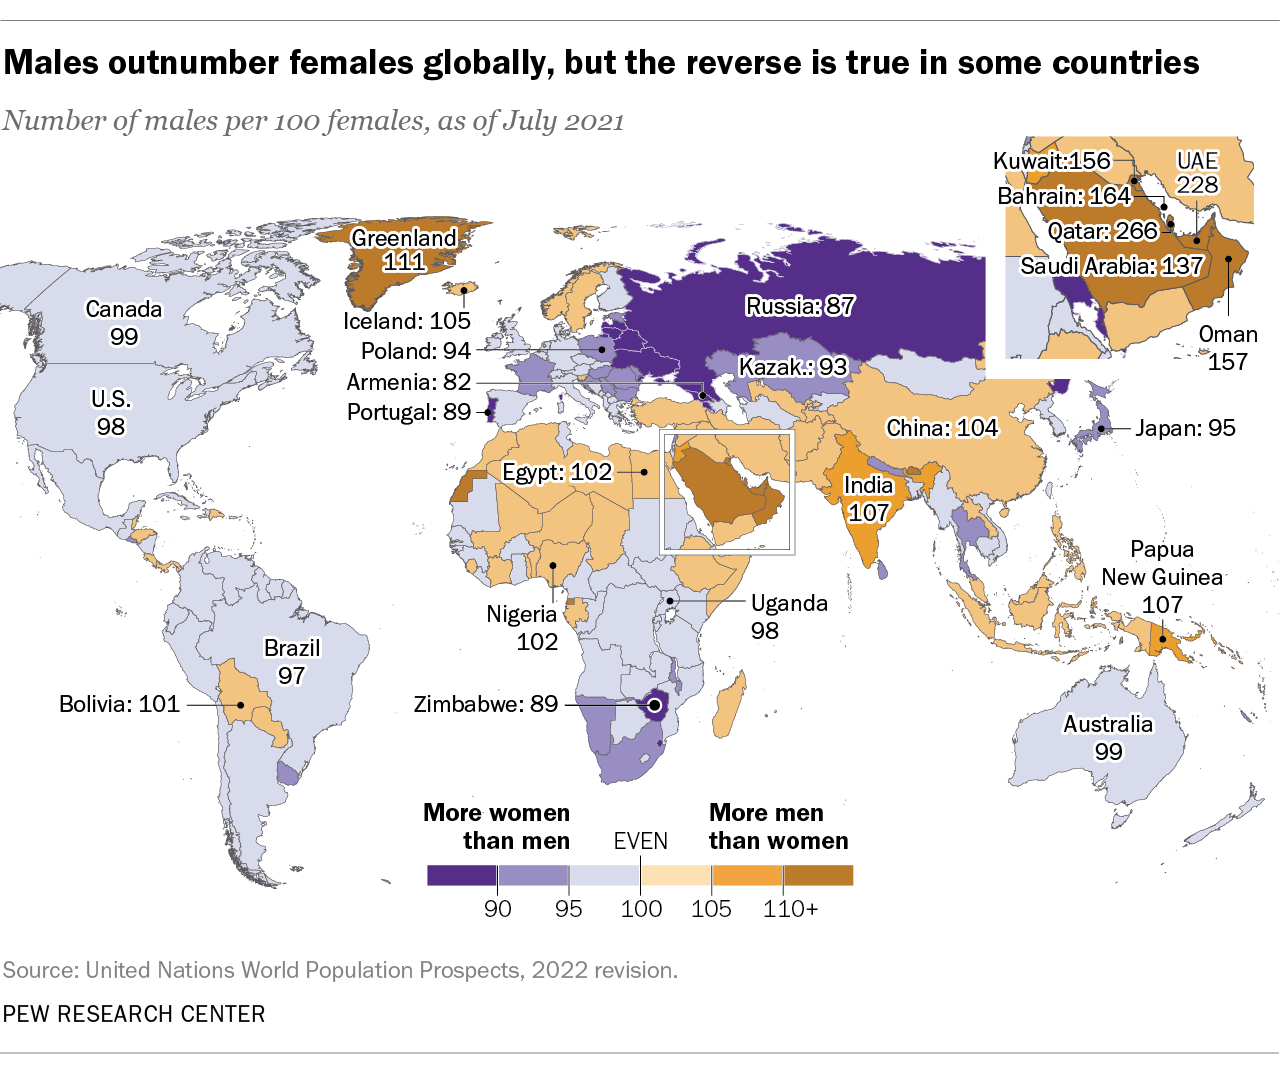 Males outnumber females globally, but the reverse is true in some countries
Number of males per 100 females, as of July 2021
Kuwait:156
UAE
228
Bahrain: 164
Qatar: 266
Saudi Arabia: 137
Oman
157
Greenland
111
Canada
99
Iceland: 105
Russia: 87
Poland: 94
Kazak.: 93
Armenia: 82
U.S.
98
Portugal: 89
China: 104
Japan: 95
Egypt: 102
India
107
Papua
New Guinea
107
Nigeria
102
Uganda
98
Brazil
97
Bolivia: 101
Zimbabwe: 89
Australia
99
More women
than men
EVEN
More men
than women
90
95
100
105
110+
Source: United Nations World Population Prospects, 2022 revision.
PEW RESEARCH CENTER